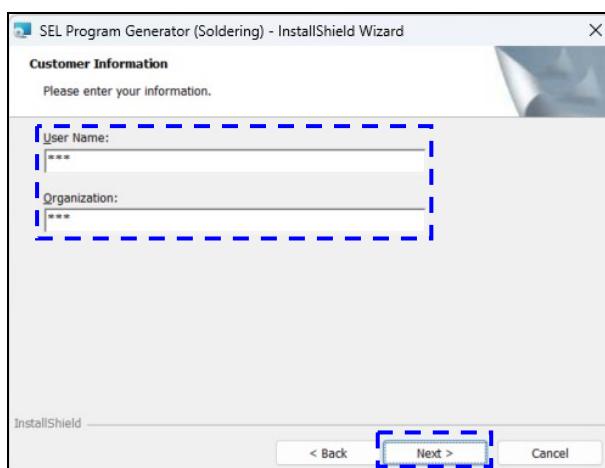 SEL Program Generator (Soldering) - InstallShield Wizard
Customer Information
Please enter your information.
User Name:
***
Organization:
***
InstallShield
< Back Next > Cancel